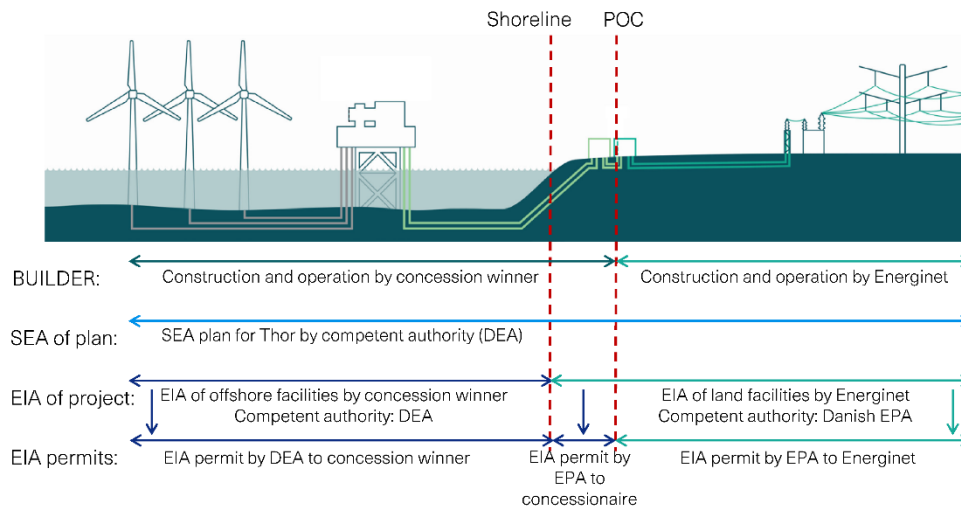 Shoreline POC
BUILDER: Construction and operation by concession winner Construction and operation by Energinet
SEA of plan: SEA plan for Thor by competent authority (DEA)
EIA of project: EIA of offshore facilities by concession winner EIA of land facilities by Energinet
Competent authority: DEA Competent authority: Danish EPA
EIA permits: EIA permit by DEA to concession winner EIA permit by EIA permit by EPA to Energinet
EPA to
concessionaire